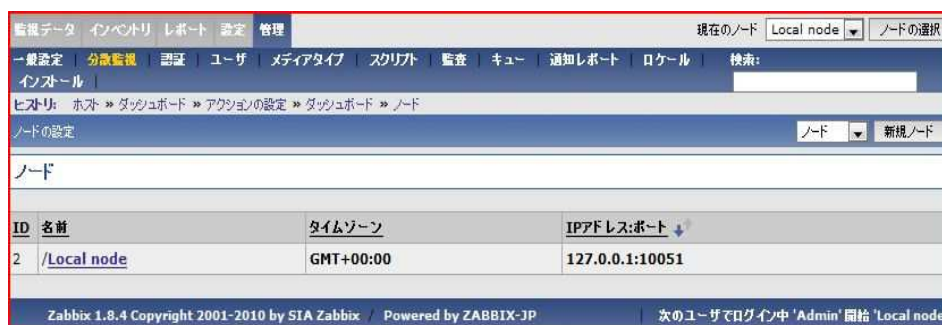 監視データ インベントリ レポート 設定 管理 現在のノード Local node ノードの選択
一般設定 | 分散監視 | 認証 | ユーザ | メディアタイプ | スクリプト | 監査 | キュー | 通知レポート | ロケール | 検索:
インストール |
ヒストリ: ホスト » ダッシュボード » アクションの設定 » ダッシュボード » ノード
ノードの設定 ノード 新規ノード
ノード
ID 名前 タイムゾーン IPアドレス:ポート
2 /Local node GMT+00:00 127.0.0.1:10051
Zabbix 1.8.4 Copyright 2001-2010 by SIA Zabbix / Powered by ZABBIX-JP | 次のユーザでログイン中 'Admin' 開始 'Local node